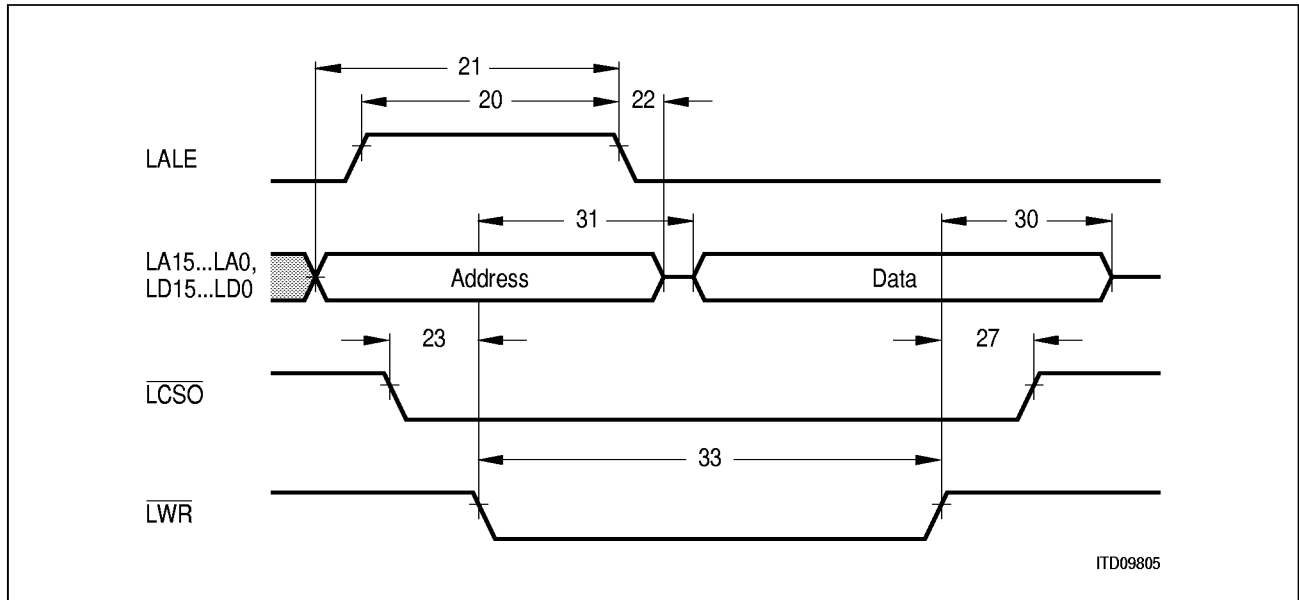 21
20
22
LALE
31
30
LA15...LA0,
LD15...LD0
Address
Data
23
27
LCSO
33
LWR
ITD09805